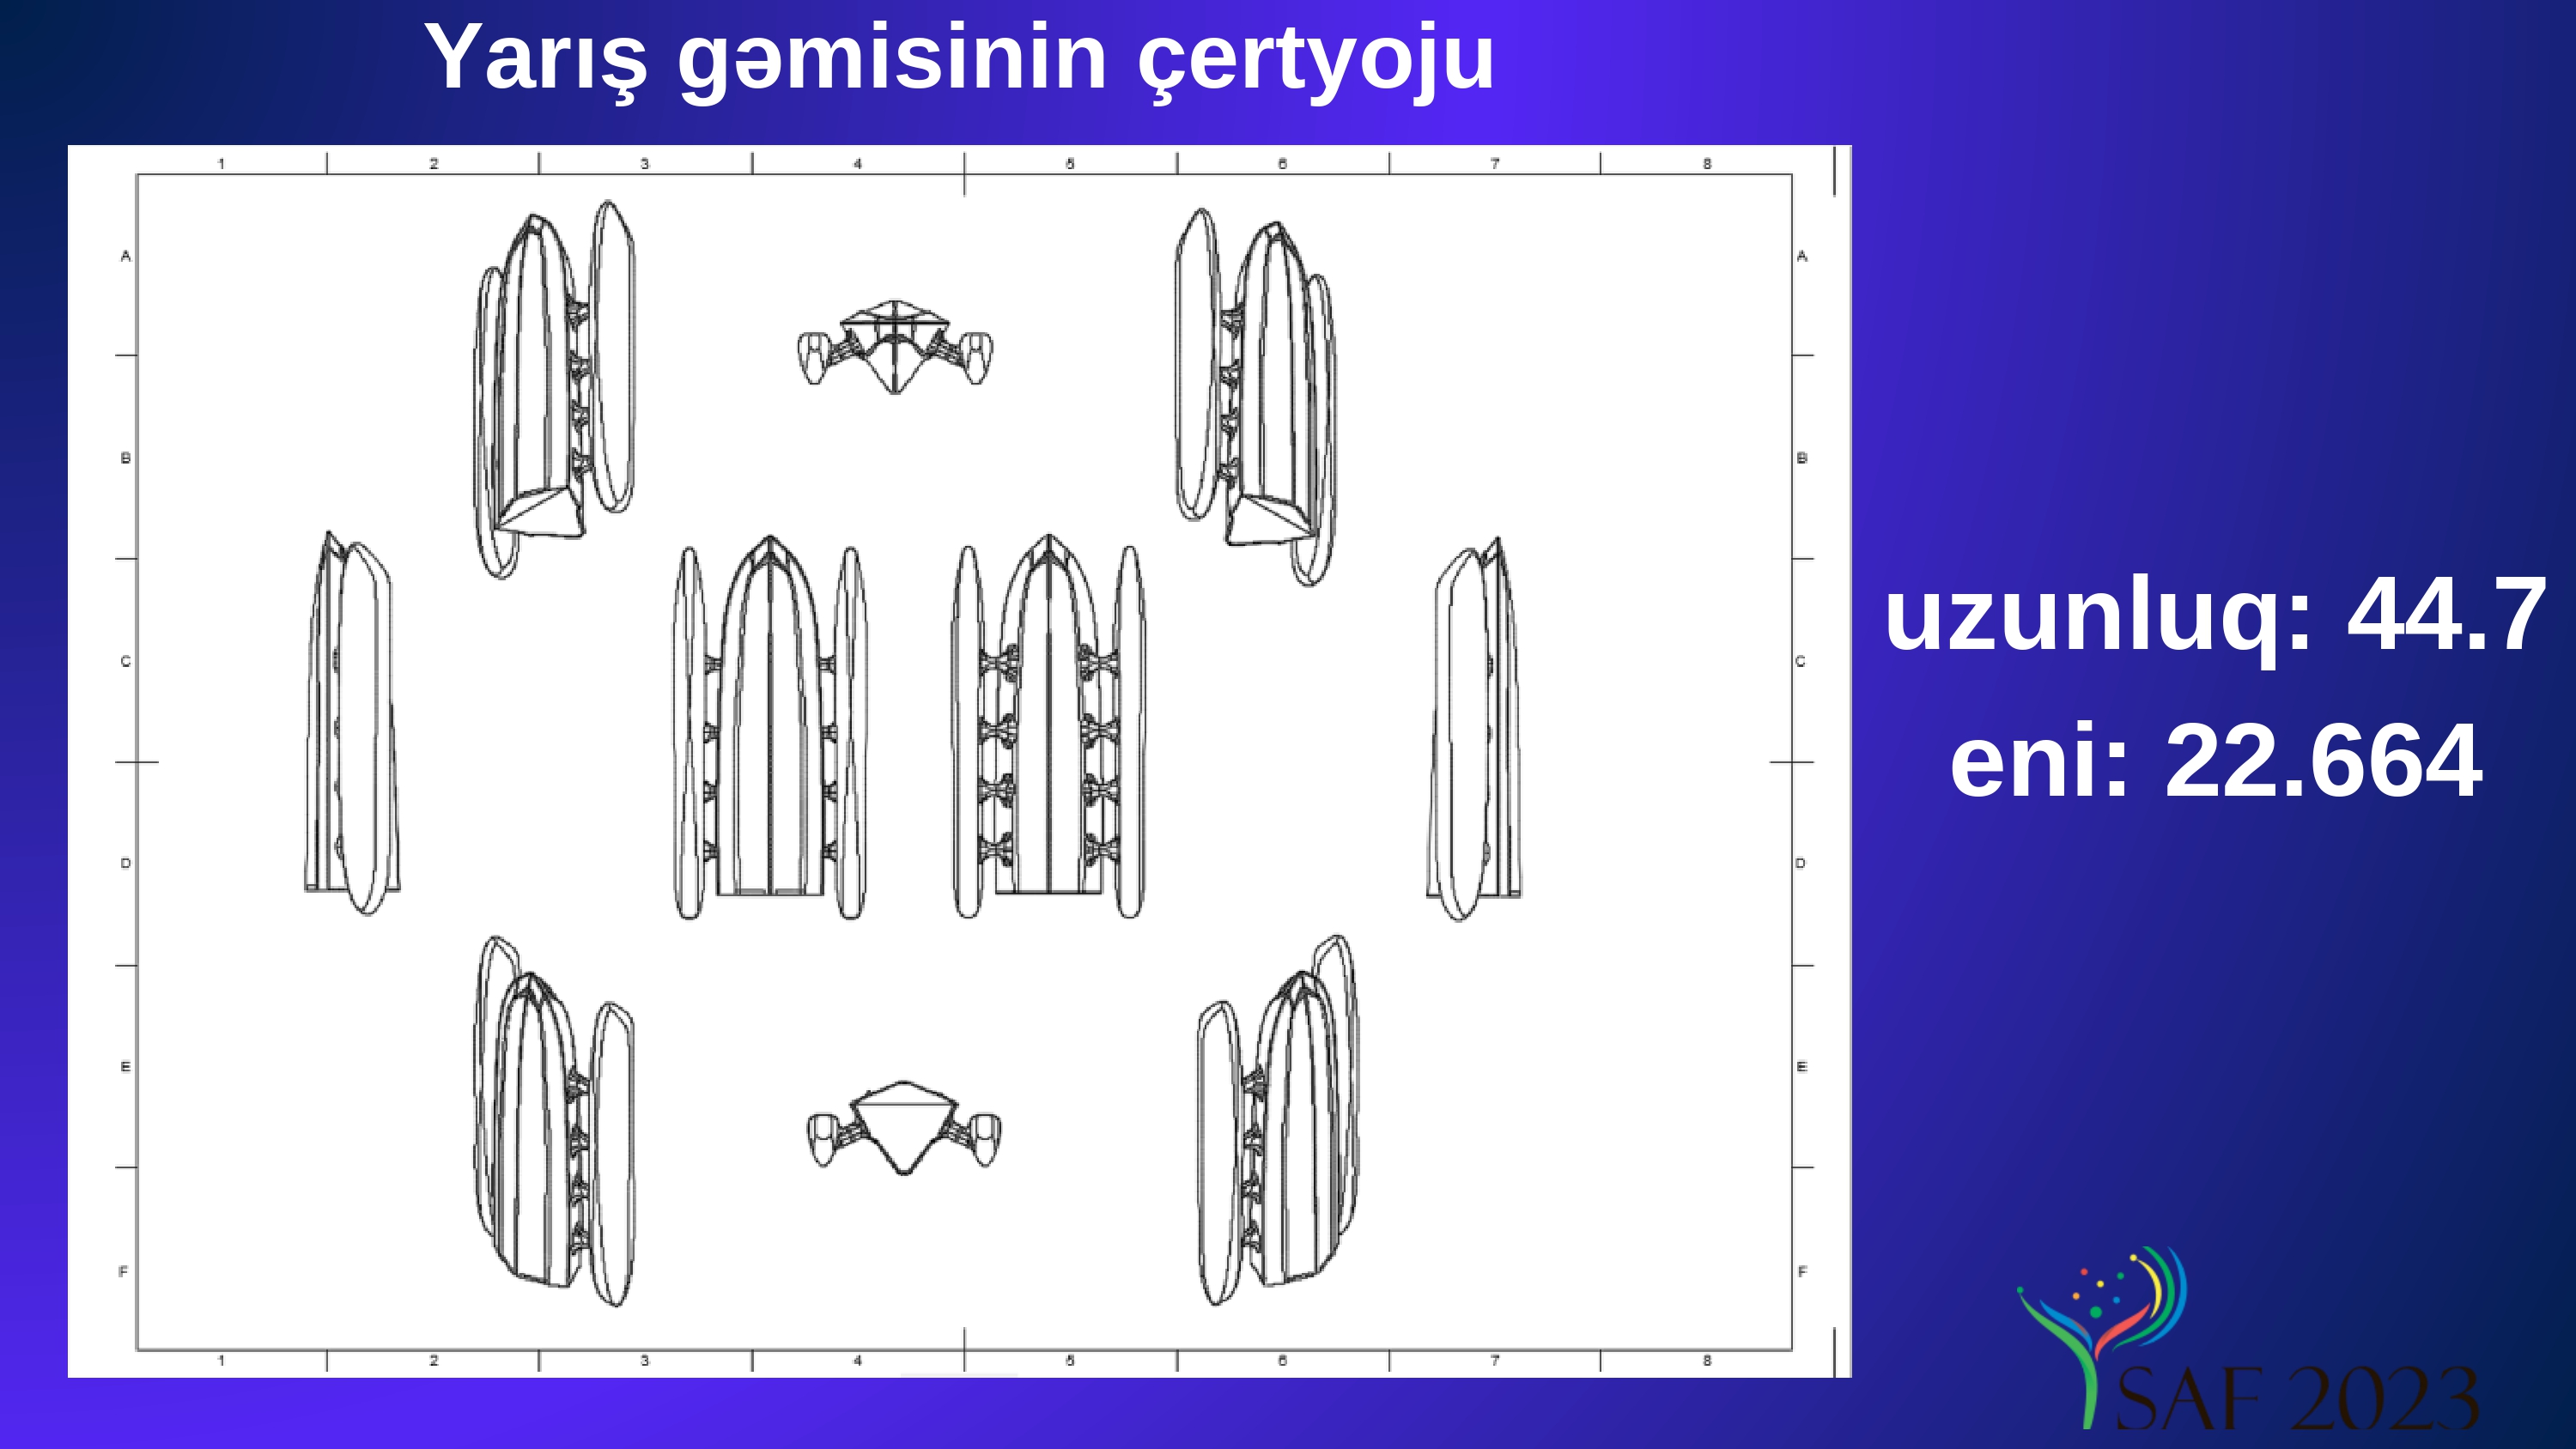 Yarış gəmisinin çertyoju
1 2 3 4 5 6 7 8
A A
B B
C C
D D
E E
F F
1 2 3 4 5 6 7 8
uzunluq: 44.7
eni: 22.664
SAF 2023